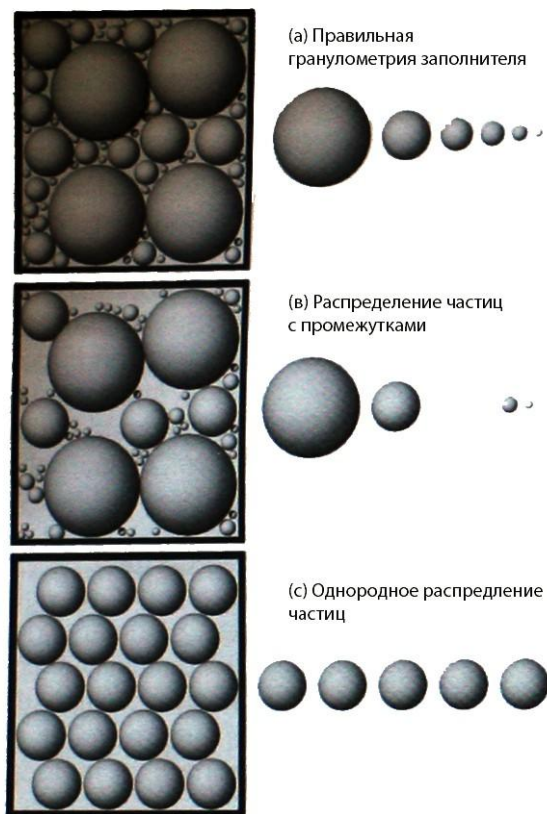 (а) Правильная
гранулометрия заполнителя
(в) Распределение частиц
с промежутками
(с) Однородное распредление
частиц